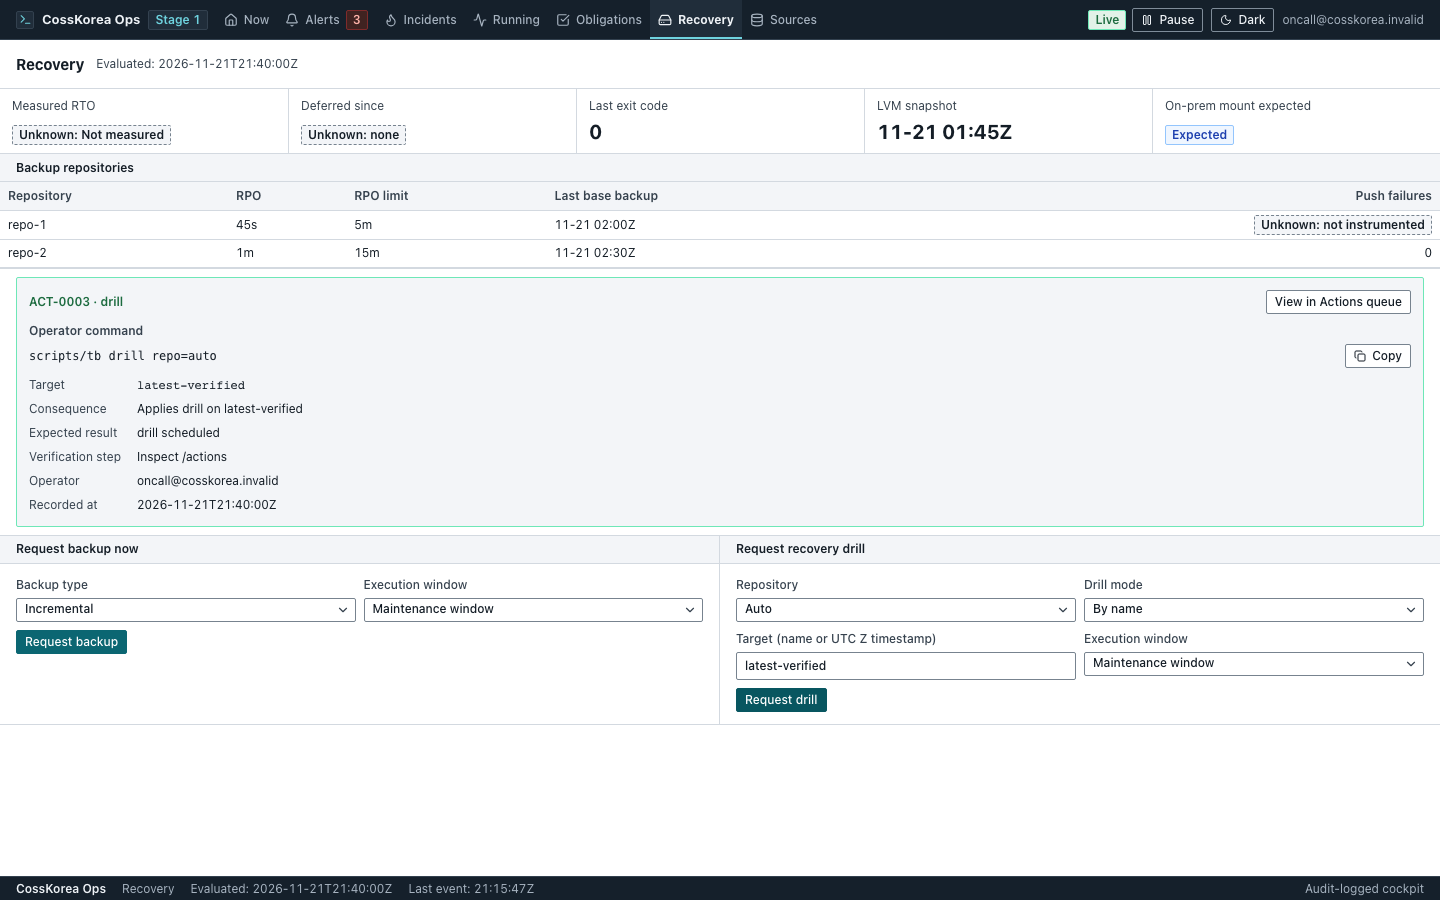 CossKorea Ops Stage 1 Now Alerts 3 Incidents Running Obligations Recovery Sources Live Pause Dark oncall@cosskorea.invalid
Recovery Evaluated: 2026-11-21T21:40:00Z
Measured RTO Deferred since Last exit code LVM snapshot On-prem mount expected
Unknown: Not measured Unknown: none 0 11-21 01:45Z Expected
Backup repositories
Repository RPO RPO limit Last base backup Push failures
repo-1 45s 5m 11-21 02:00Z Unknown: not instrumented
repo-2 1m 15m 11-21 02:30Z 0
ACT-0003 · drill View in Actions queue
Operator command
scripts/tb drill repo=auto Copy
Target latest-verified
Consequence Applies drill on latest-verified
Expected result drill scheduled
Verification step Inspect /actions
Operator oncall@cosskorea.invalid
Recorded at 2026-11-21T21:40:00Z
Request backup now Request recovery drill
Backup type Execution window Repository Drill mode
Incremental Maintenance window Auto By name
Request backup Target (name or UTC Z timestamp) Execution window
latest-verified Maintenance window
Request drill
CossKorea Ops Recovery Evaluated: 2026-11-21T21:40:00Z Last event: 21:15:47Z Audit-logged cockpit